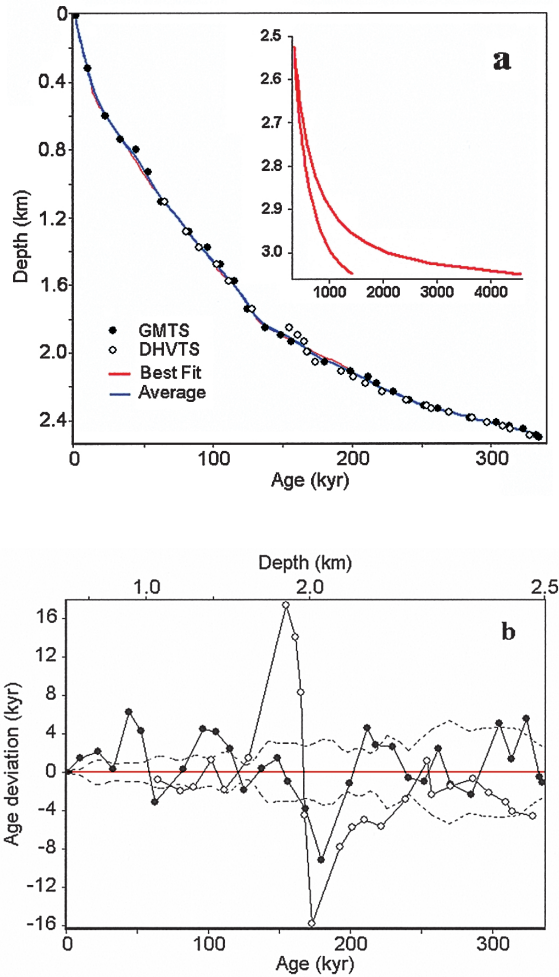 a
0
0.4
0.8
1.2
1.6
2.0
2.4
Depth (km)
2.5
2.6
2.7
2.8
2.9
3.0
1000 2000 3000 4000
GMTS
DHVTS
Best Fit
Average
0 100 200 300
Age (kyr)
Depth (km)
1.0 2.0 2.5
b
16
12
8
4
0
-4
-8
-12
-16
Age deviation (kyr)
0 100 200 300
Age (kyr)